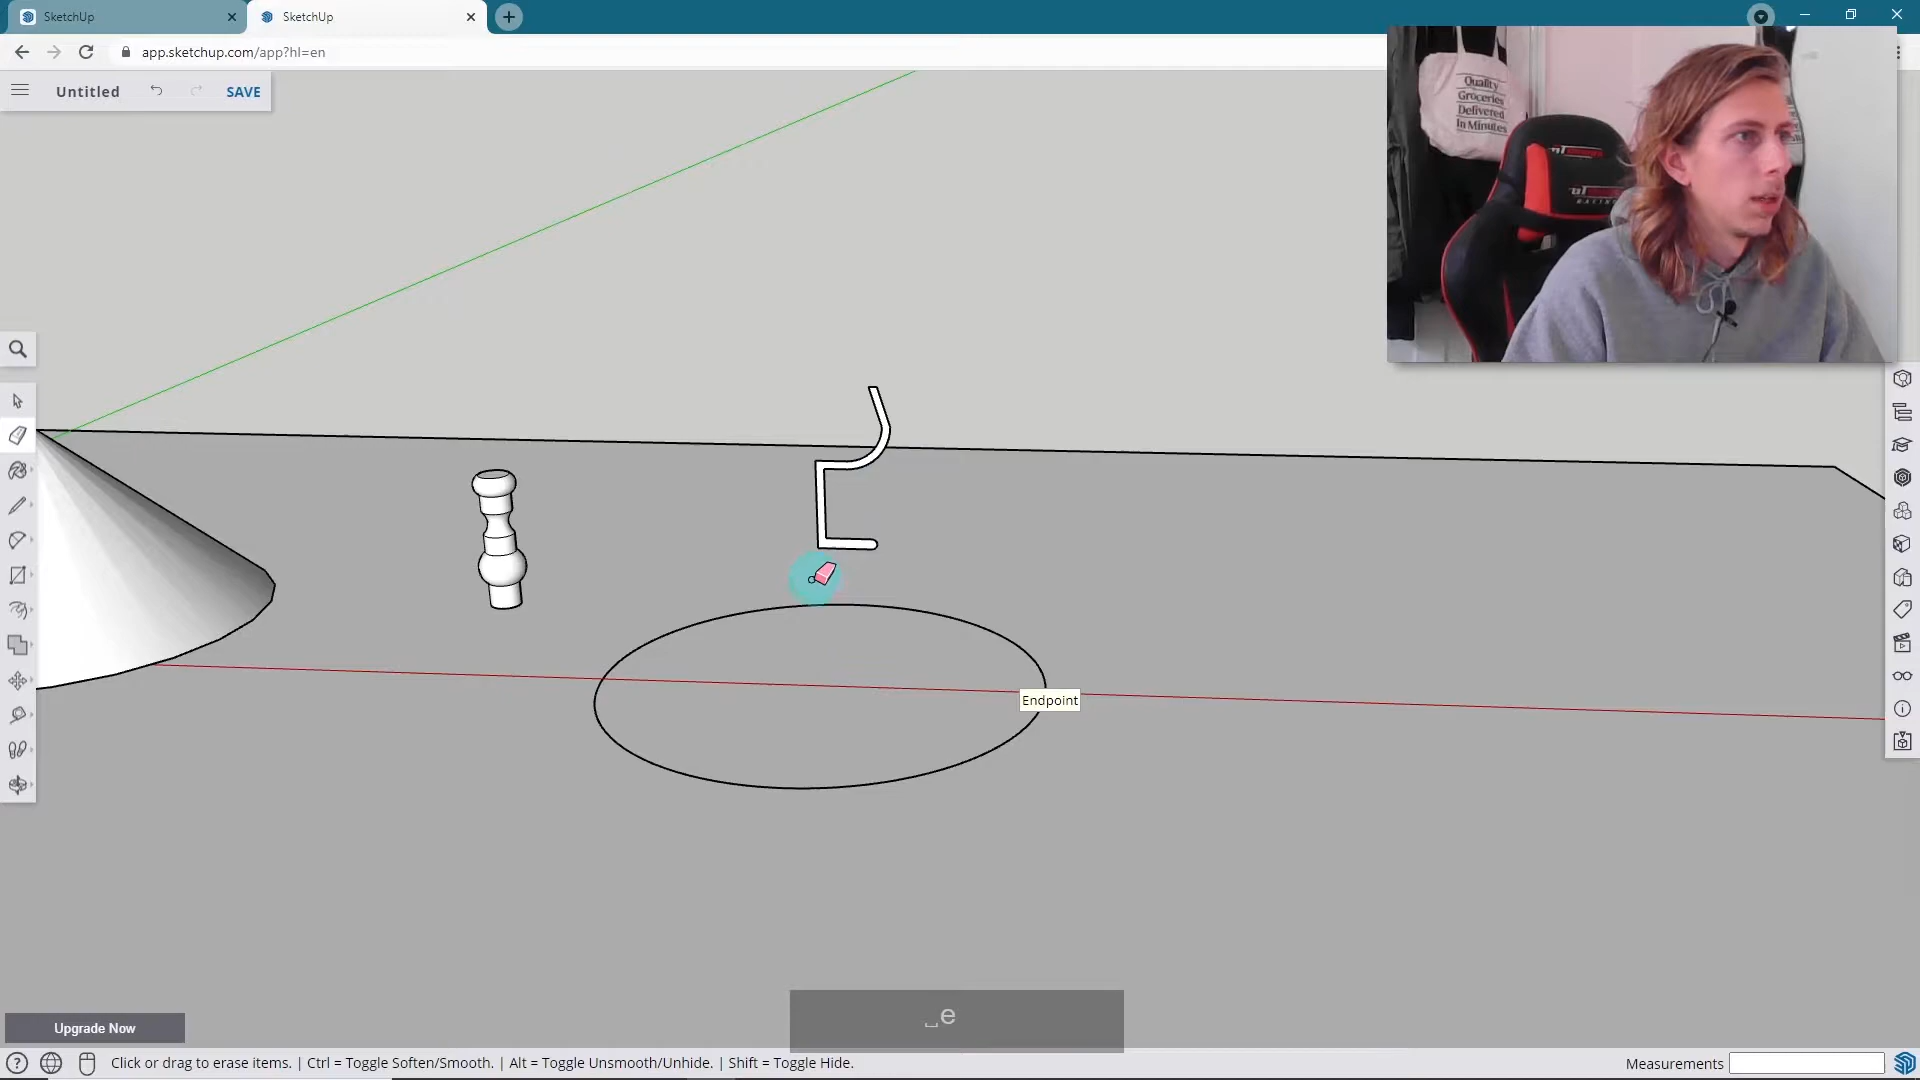 SketchUp
SketchUp
app.sketchup.com/app?hl=en
Untitled
SAVE
Quality
Groceries
Delivered
In Minutes
RACING
Endpoint
␣e
Upgrade Now
Click or drag to erase items. | Ctrl = Toggle Soften/Smooth. | Alt = Toggle Unsmooth/Unhide. | Shift = Toggle Hide.
Measurements